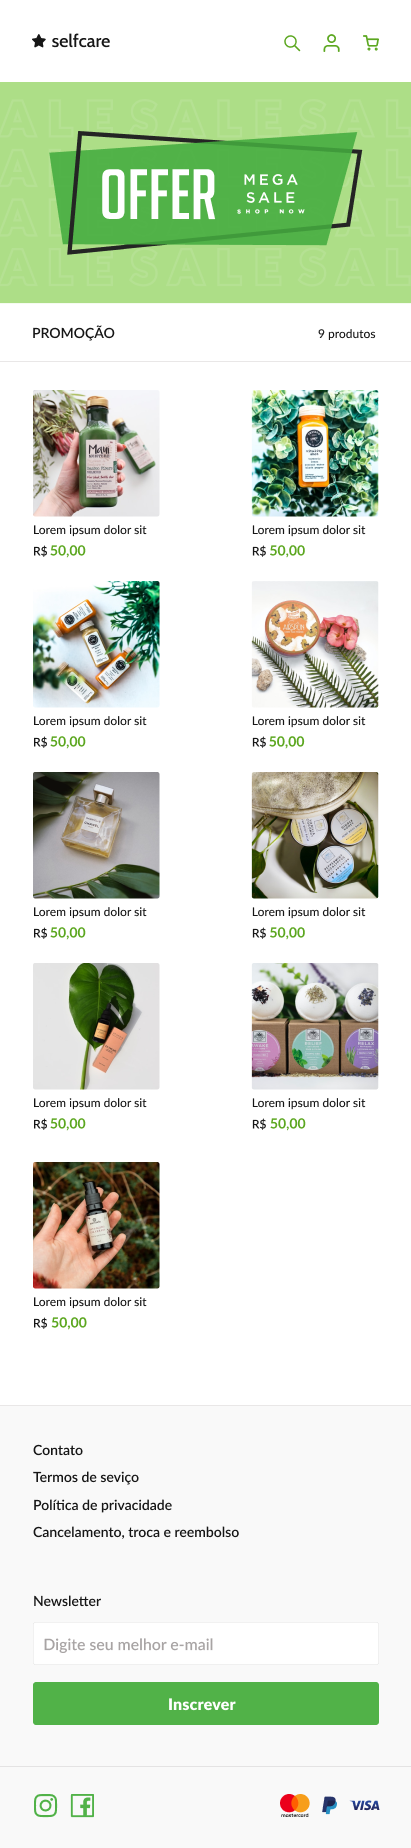 selfcare
OFFER
MEGA
SALE
SHOP NOW
PROMOÇÃO
9 produtos
Maui
Lorem ipsum dolor sit
R$ 50,00
Lorem ipsum dolor sit
R$ 50,00
Lorem ipsum dolor sit
R$ 50,00
Lorem ipsum dolor sit
R$ 50,00
Lorem ipsum dolor sit
R$ 50,00
Lorem ipsum dolor sit
R$ 50,00
Lorem ipsum dolor sit
R$ 50,00
RELAX
Lorem ipsum dolor sit
R$ 50,00
Lorem ipsum dolor sit
R$ 50,00
Contato
Termos de seviço
Política de privacidade
Cancelamento, troca e reembolso
Newsletter
Digite seu melhor e-mail
Inscrever
mastercard
VISA